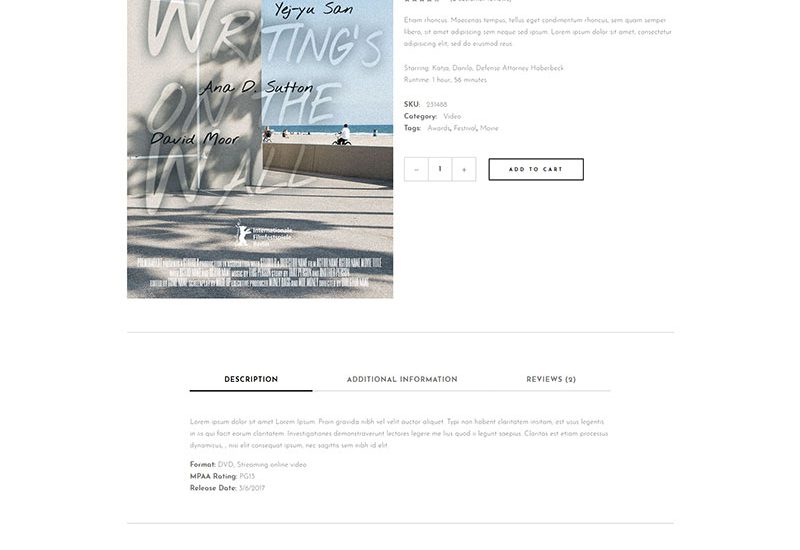 Yej-yu San
WRITING'S
Ana D. Sutton
ON THE
David Moor
WALL
Internationale
Filmfestspiele
Berlin
Etiam rhoncus. Maecenas tempus, tellus eget condimentum rhoncus, sem quam semper
libero, sit amet adipiscing sem neque sed ipsum. Lorem ipsum dolor sit amet, consectetur
adipisicing elit, sed do eiusmod reus.
Starring: Katja, Danilo, Defense Attorney Haberbeck
Runtime: 1 hour, 56 minutes
SKU: 231488
Category: Video
Tags: Awards, Festival, Movie
- 1 + ADD TO CART
DESCRIPTION ADDITIONAL INFORMATION REVIEWS (2)
Lorem ipsum dolor sit amet Lorem Ipsum. Proin gravida nibh vel velit auctor aliquet. Typi non habent claritatem insitam, est usus legentis
in iis qui facit eorum claritatem. Investigationes demonstraverunt lectores legere me lius quod ii legunt saepius. Claritas est etiam processus
dynamicus, , nisi elit consequat ipsum, nec sagittis sem nibh id elit.
Format: DVD, Streaming online video
MPAA Rating: PG13
Release Date: 3/6/2017